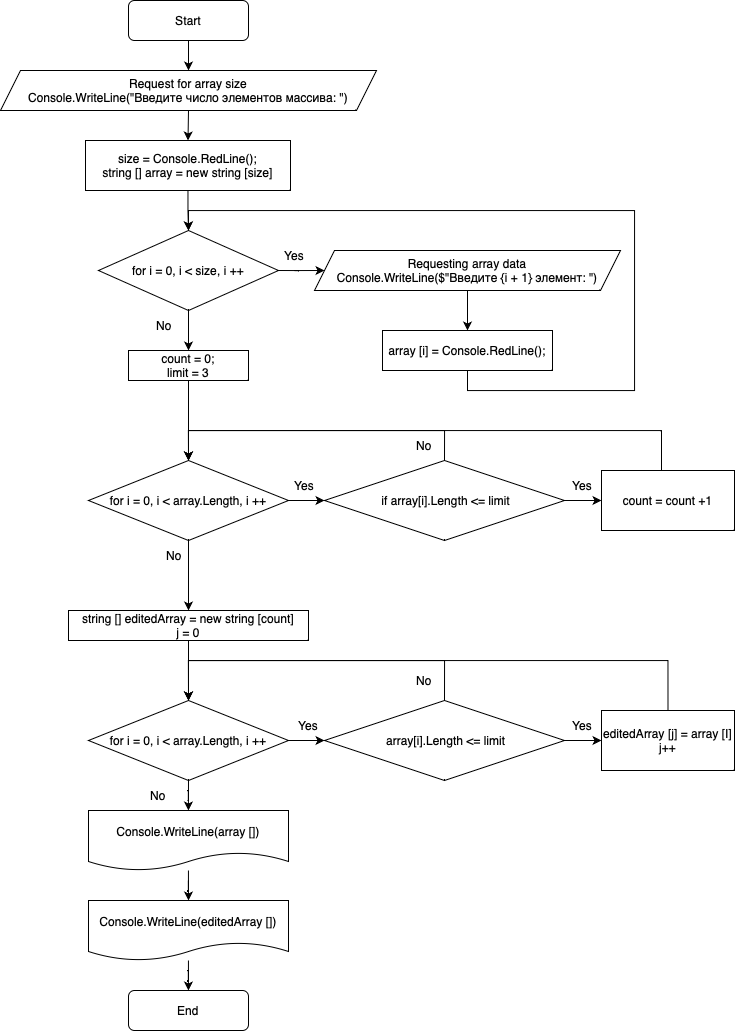 Start
Request for array size
Console.WriteLine("Введите число элементов массива: ")
size = Console.RedLine();
string [] array = new string [size]
for i = 0, i < size, i ++
Yes
Requesting array data
Console.WriteLine($"Введите {i + 1} элемент: ")
No
array [i] = Console.RedLine();
count = 0;
limit = 3
No
for i = 0, i < array.Length, i ++
Yes
if array[i].Length <= limit
Yes
count = count +1
No
string [] editedArray = new string [count]
j = 0
No
for i = 0, i < array.Length, i ++
Yes
array[i].Length <= limit
Yes
editedArray [j] = array [I]
j++
No
Console.WriteLine(array [])
Console.WriteLine(editedArray [])
End